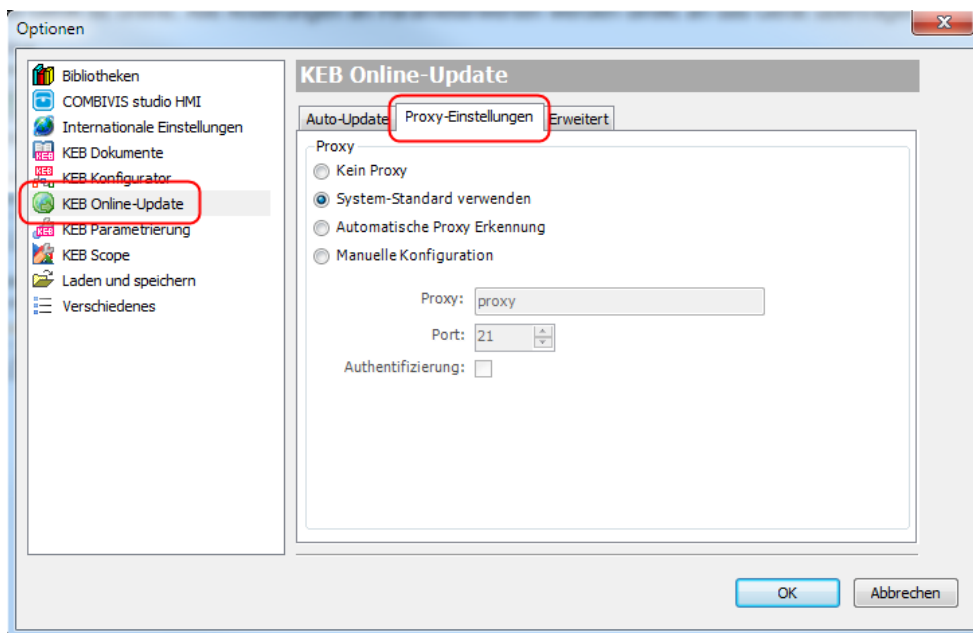 Optionen
Bibliotheken
COMBIVIS studio HMI
Internationale Einstellungen
KEB Dokumente
KEB Konfigurator
KEB Online-Update
KEB Parametrierung
KEB Scope
Laden und speichern
Verschiedenes
KEB Online-Update
Auto-Update Proxy-Einstellungen Erweitert
Proxy
Kein Proxy
System-Standard verwenden
Automatische Proxy Erkennung
Manuelle Konfiguration
Proxy: proxy
Port: 21
Authentifizierung:
OK Abbrechen